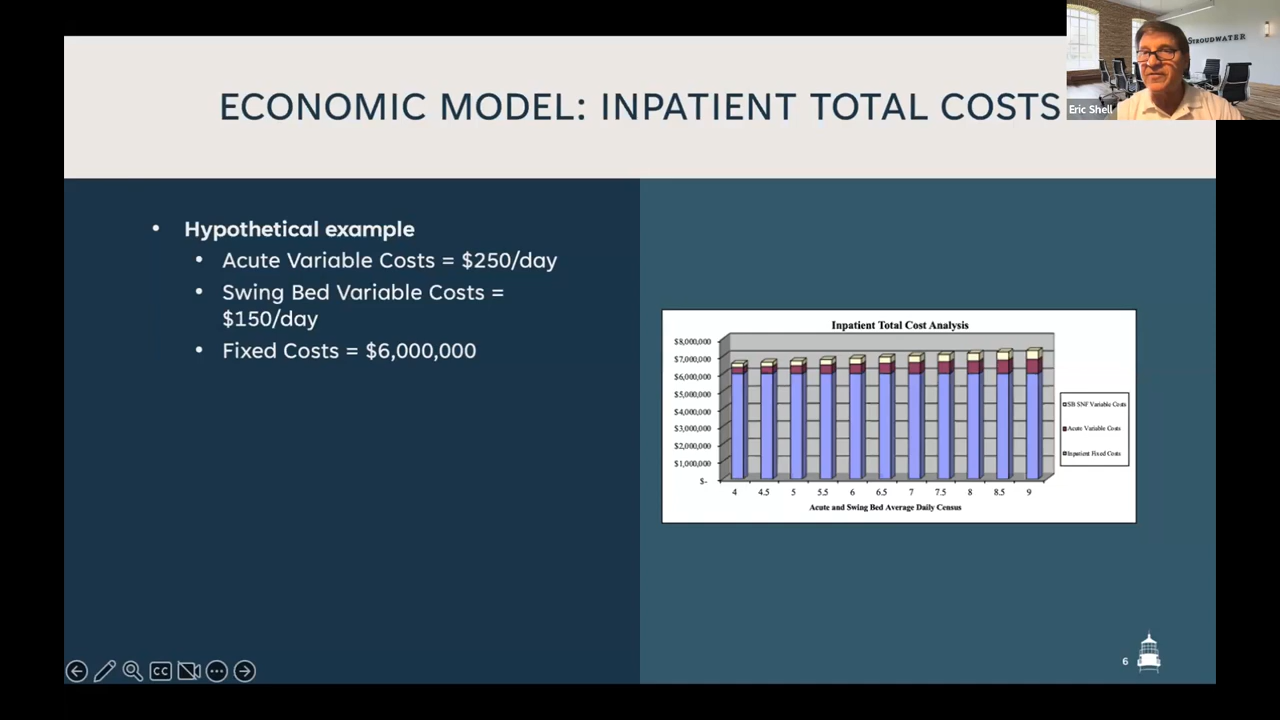 STROUDWATER
Eric Shell
ECONOMIC MODEL: INPATIENT TOTAL COSTS
• Hypothetical example
• Acute Variable Costs = $250/day
• Swing Bed Variable Costs =
$150/day
• Fixed Costs = $6,000,000
Inpatient Total Cost Analysis
$8,000,000
$7,000,000
$6,000,000
$5,000,000
$4,000,000
$3,000,000
$2,000,000
$1,000,000
$-
4 4.5 5 5.5 6 6.5 7 7.5 8 8.5 9
Acute and Swing Bed Average Daily Census
SB SNF Variable Costs
Acute Variable Costs
Inpatient Fixed Costs
CC
6